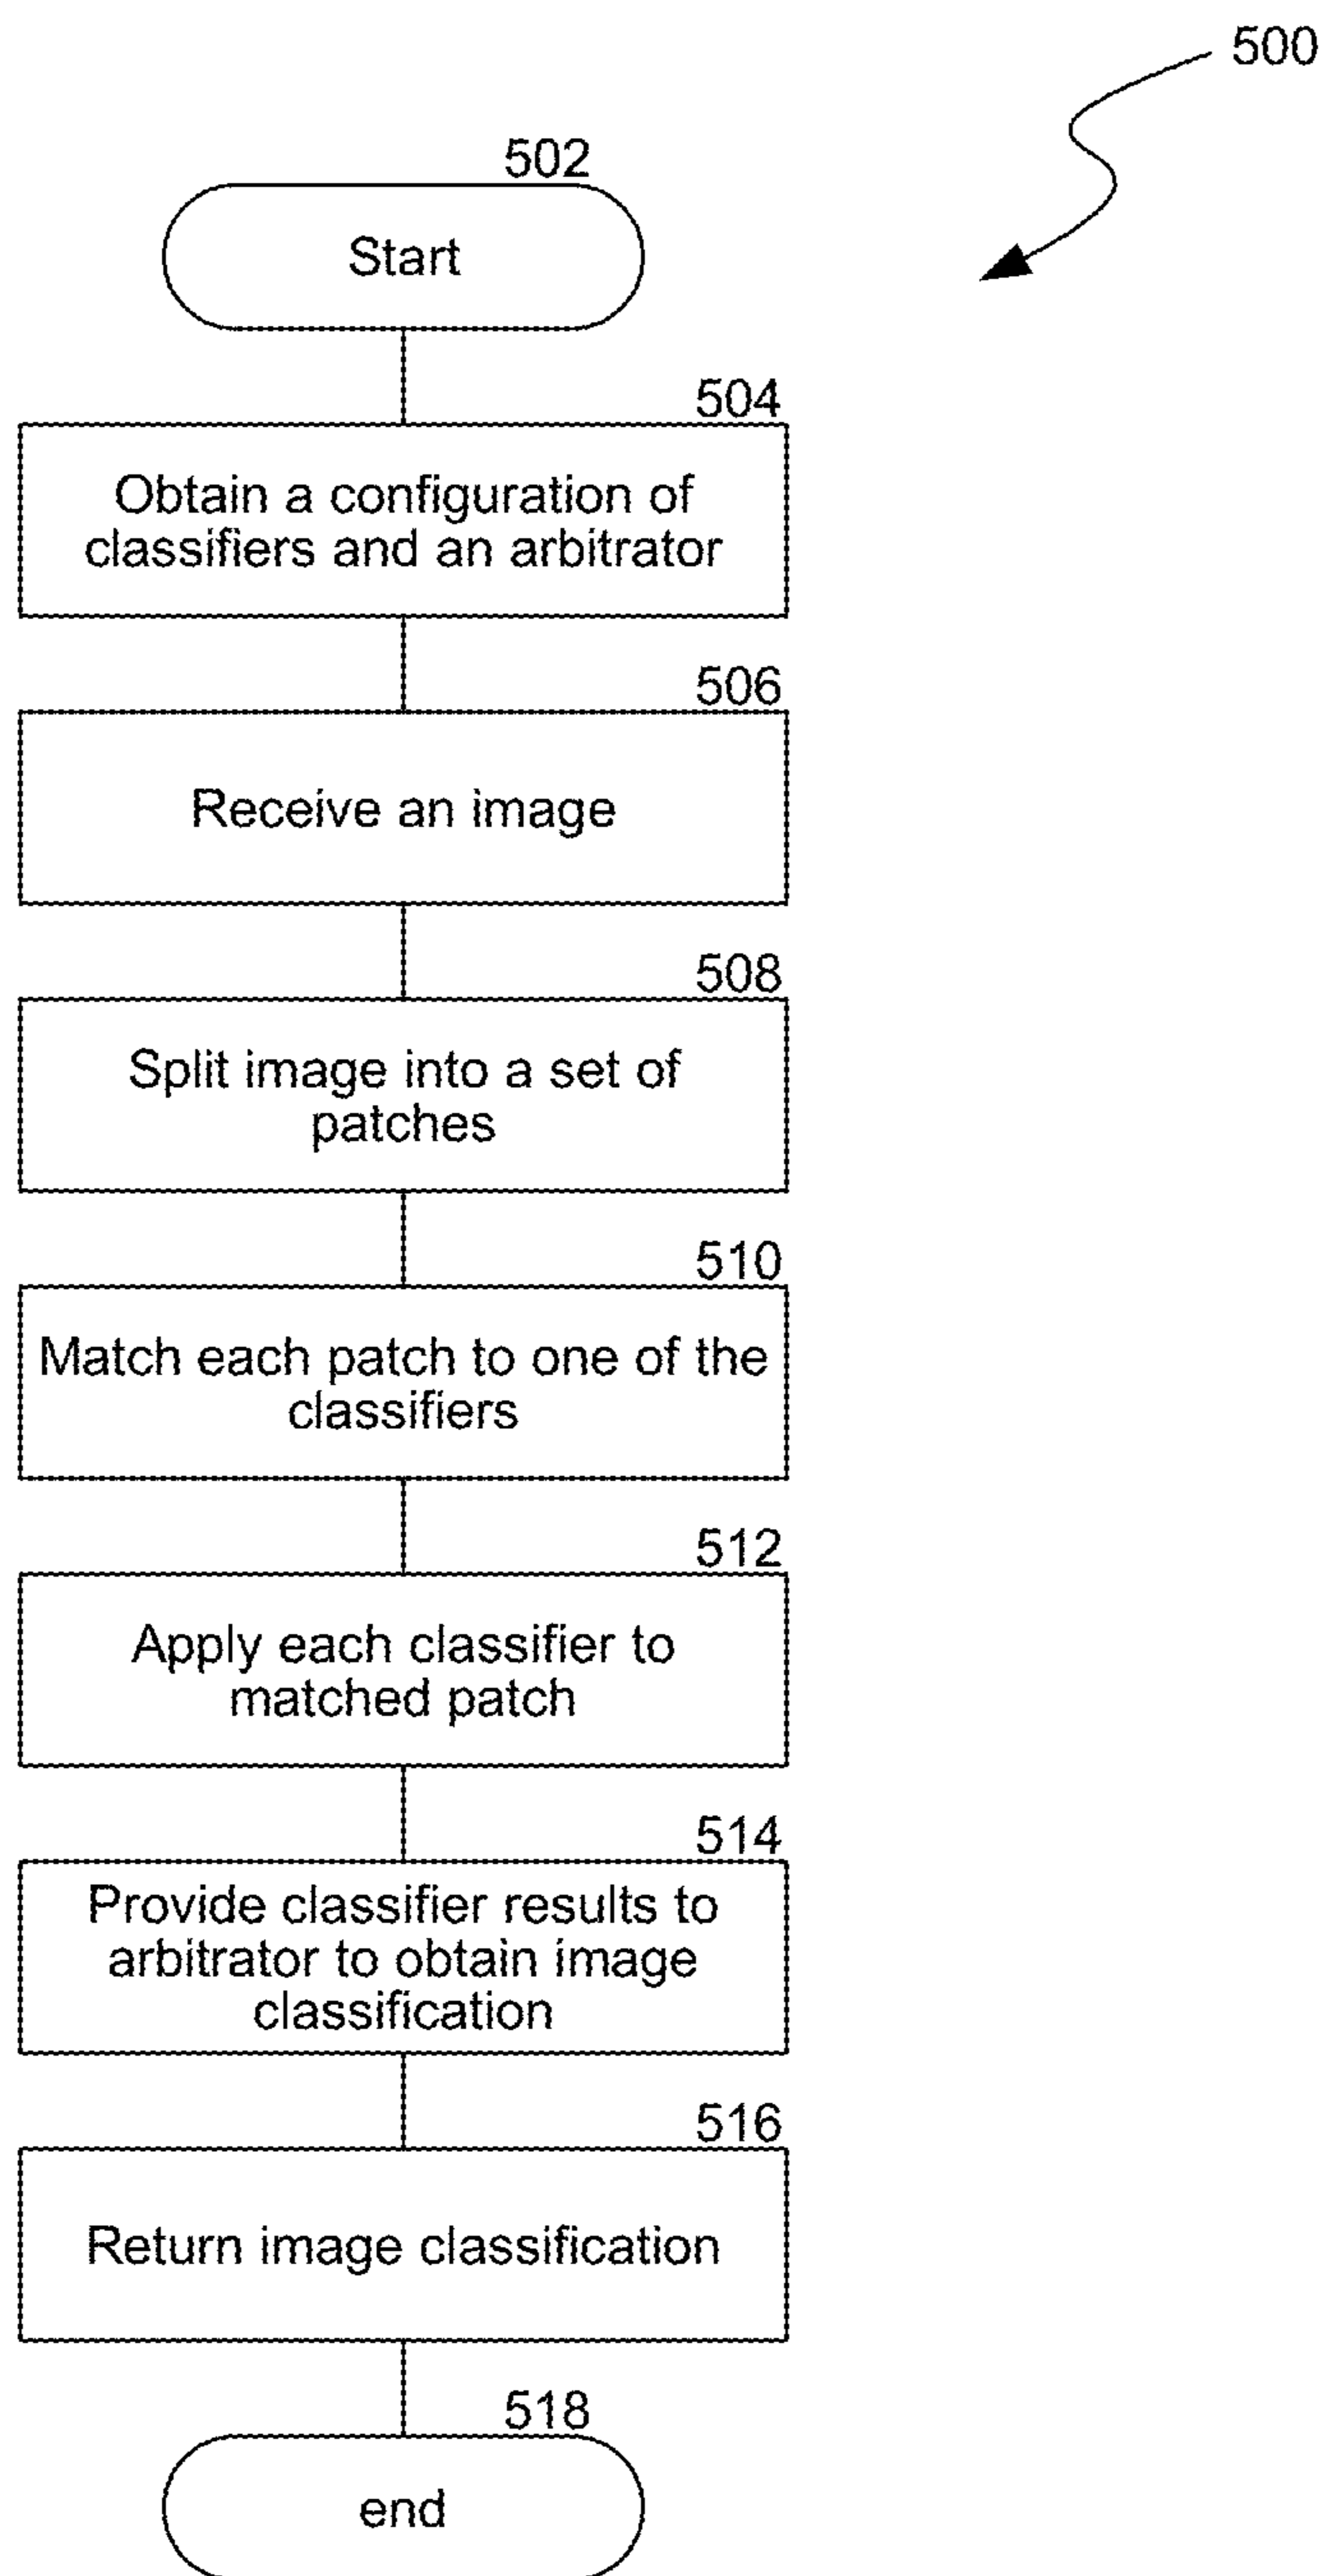 500
502
Start
504
Obtain a configuration of
classifiers and an arbitrator
506
Receive an image
508
Split image into a set of
patches
510
Match each patch to one of the
classifiers
512
Apply each classifier to
matched patch
514
Provide classifier results to
arbitrator to obtain image
classification
516
Return image classification
518
end